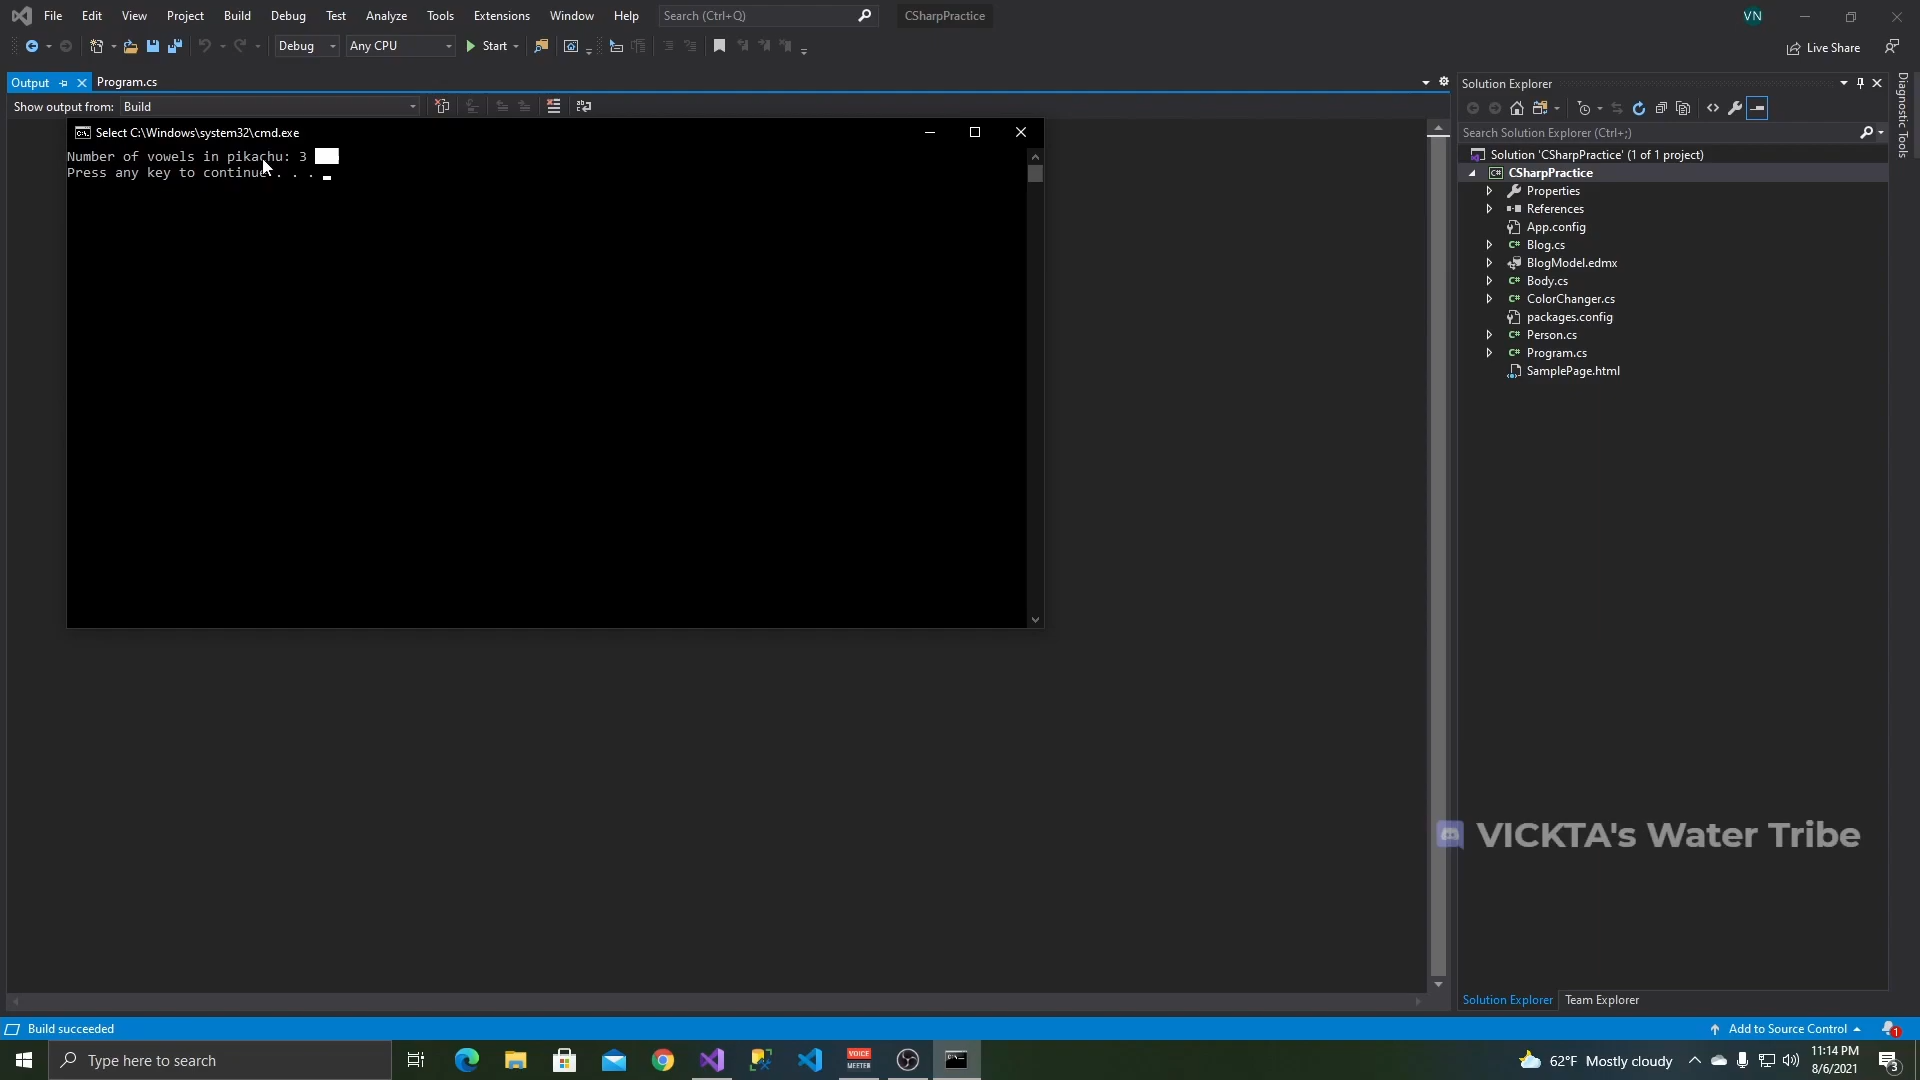 File Edit View Project Build Debug Test Analyze Tools Extensions Window Help Search (Ctrl+Q) CSharpPractice VN
Debug Any CPU Start Live Share
Output Program.cs
Show output from: Build
Select C:\Windows\system32\cmd.exe
Number of vowels in pikachu: 3
Press any key to continue . . .
Solution Explorer
Search Solution Explorer (Ctrl+;)
Solution 'CSharpPractice' (1 of 1 project)
CSharpPractice
Properties
References
App.config
Blog.cs
BlogModel.edmx
Body.cs
ColorChanger.cs
packages.config
Person.cs
Program.cs
SamplePage.html
Diagnostic Tools
VICKTA's Water Tribe
Solution Explorer Team Explorer
Build succeeded Add to Source Control 1
Type here to search
VOICE
MEETER
62°F Mostly cloudy
11:14 PM
8/6/2021
3